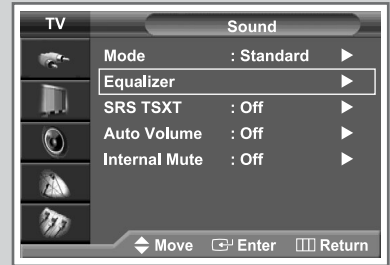 TV Sound
Mode : Standard ▶
Equalizer ▶
SRS TSXT : Off ▶
Auto Volume : Off ▶
Internal Mute : Off ▶
Move Enter Return